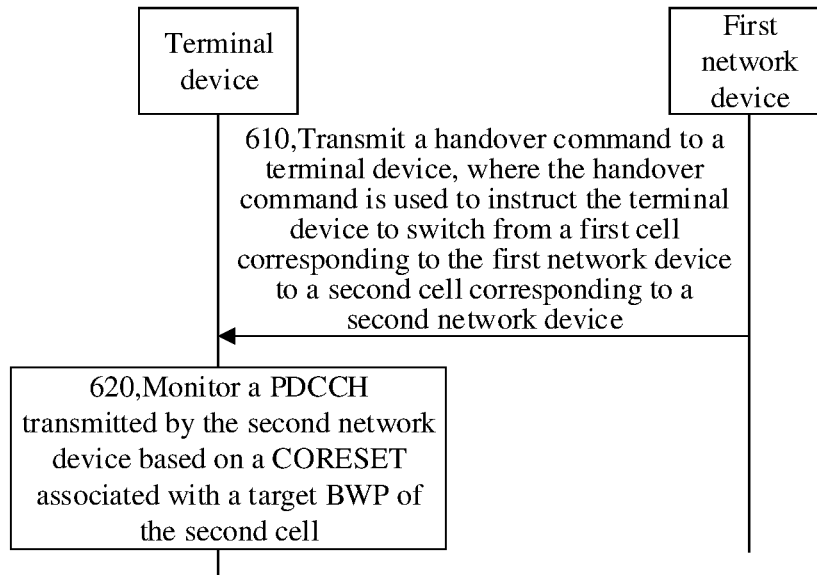 Terminal
device
First
network
device
610,Transmit a handover command to a
terminal device, where the handover
command is used to instruct the terminal
device to switch from a first cell
corresponding to the first network device
to a second cell corresponding to a
second network device
620,Monitor a PDCCH
transmitted by the second network
device based on a CORESET
associated with a target BWP of
the second cell